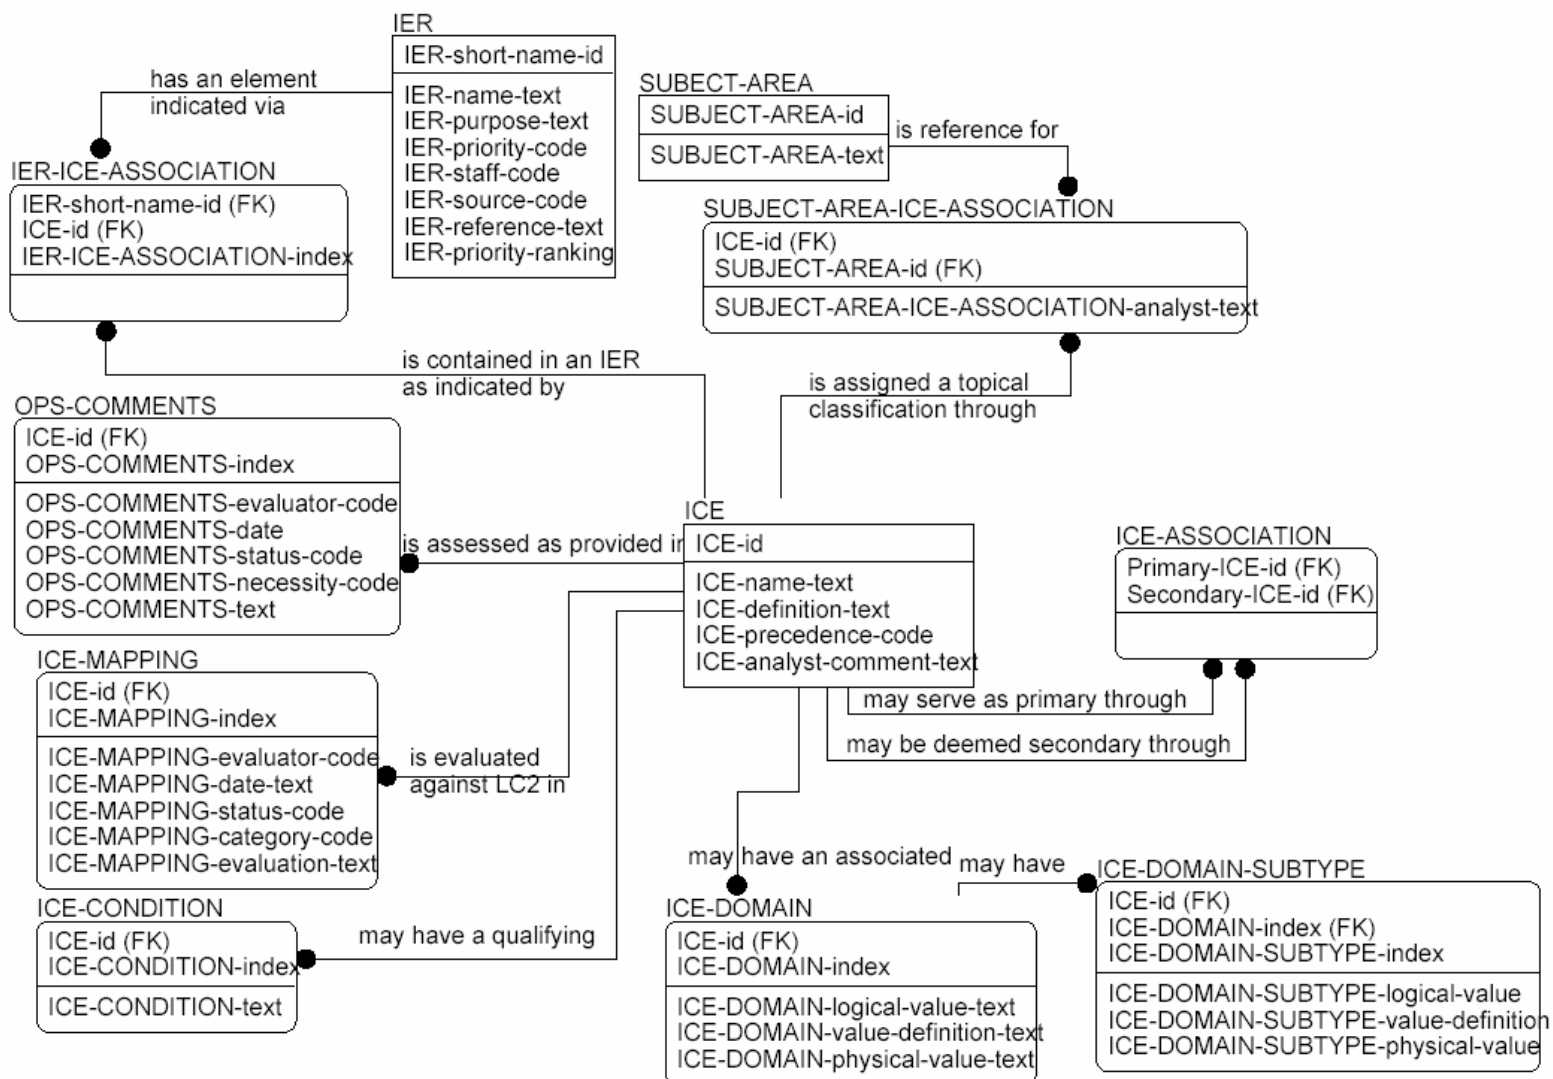 IER
IER-short-name-id
IER-name-text
IER-purpose-text
IER-priority-code
IER-staff-code
IER-source-code
IER-reference-text
IER-priority-ranking
has an element
indicated via
SUBECT-AREA
SUBJECT-AREA-id
SUBJECT-AREA-text
is reference for
IER-ICE-ASSOCIATION
IER-short-name-id (FK)
ICE-id (FK)
IER-ICE-ASSOCIATION-index
SUBJECT-AREA-ICE-ASSOCIATION
ICE-id (FK)
SUBJECT-AREA-id (FK)
SUBJECT-AREA-ICE-ASSOCIATION-analyst-text
is contained in an IER
as indicated by
is assigned a topical
classification through
OPS-COMMENTS
ICE-id (FK)
OPS-COMMENTS-index
OPS-COMMENTS-evaluator-code
OPS-COMMENTS-date
OPS-COMMENTS-status-code
OPS-COMMENTS-necessity-code
OPS-COMMENTS-text
is assessed as provided in
ICE
ICE-id
ICE-name-text
ICE-definition-text
ICE-precedence-code
ICE-analyst-comment-text
ICE-ASSOCIATION
Primary-ICE-id (FK)
Secondary-ICE-id (FK)
may serve as primary through
may be deemed secondary through
ICE-MAPPING
ICE-id (FK)
ICE-MAPPING-index
ICE-MAPPING-evaluator-code
ICE-MAPPING-date-text
ICE-MAPPING-status-code
ICE-MAPPING-category-code
ICE-MAPPING-evaluation-text
is evaluated
against LC2 in
ICE-CONDITION
ICE-id (FK)
ICE-CONDITION-index
ICE-CONDITION-text
may have a qualifying
may have an associated
ICE-DOMAIN
ICE-id (FK)
ICE-DOMAIN-index
ICE-DOMAIN-logical-value-text
ICE-DOMAIN-value-definition-text
ICE-DOMAIN-physical-value-text
may have
ICE-DOMAIN-SUBTYPE
ICE-id (FK)
ICE-DOMAIN-index (FK)
ICE-DOMAIN-SUBTYPE-index
ICE-DOMAIN-SUBTYPE-logical-value
ICE-DOMAIN-SUBTYPE-value-definition
ICE-DOMAIN-SUBTYPE-physical-value